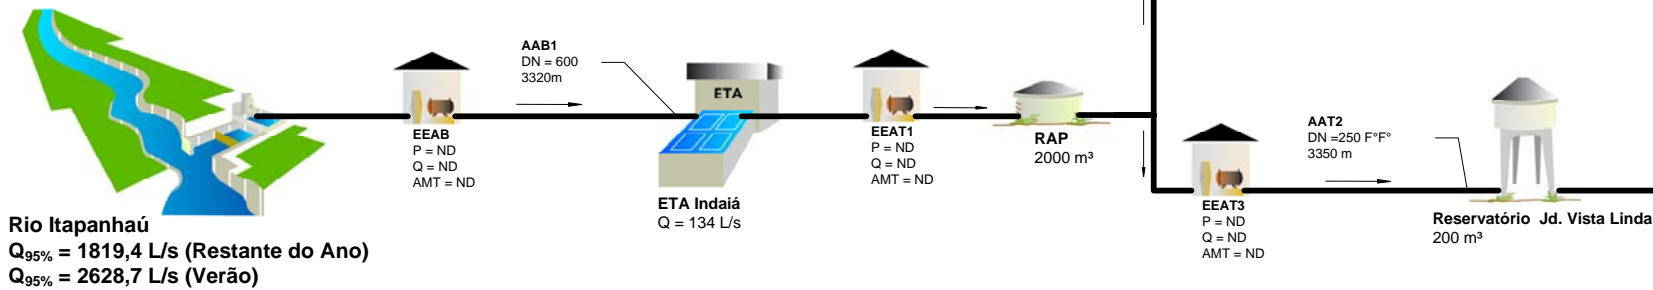 AAB1
DN = 600
3320m
ETA
EEAB
P = ND
Q = ND
AMT = ND
ETA Indaiá
Q = 134 L/s
EEAT1
P = ND
Q = ND
AMT = ND
RAP
2000 m³
AAT2
DN =250 F°F°
3350 m
EEAT3
P = ND
Q = ND
AMT = ND
Reservatório Jd. Vista Linda
200 m³
Rio Itapanhaú
Q95% = 1819,4 L/s (Restante do Ano)
Q95% = 2628,7 L/s (Verão)